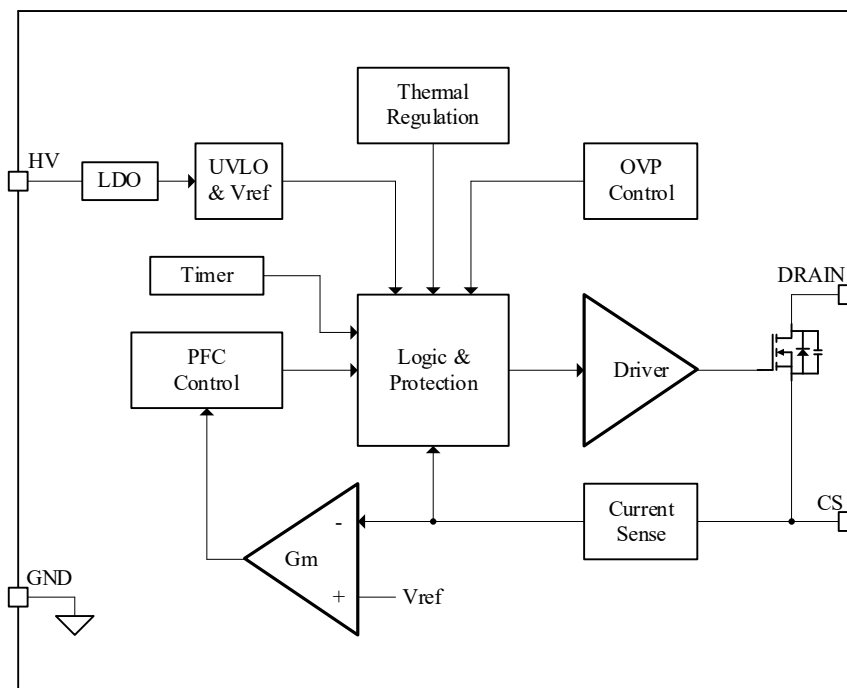 Thermal
Regulation
HV
LDO
UVLO
& Vref
OVP
Control
Timer
DRAIN
PFC
Control
Logic &
Protection
Driver
Current
Sense
CS
-
Gm
+
Vref
GND